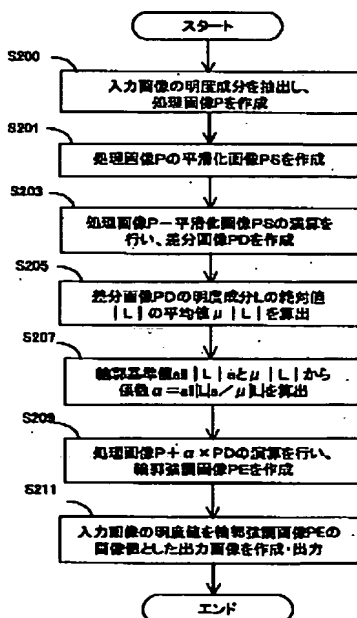 スタート
S200
入力画像の明度成分を抽出し、
処理画像Pを作成
S201
処理画像Pの平滑化画像PSを作成
S203
処理画像P－平滑化画像PSの演算を
行い、差分画像PDを作成
S205
差分画像PDの明度成分Lの絶対値
|L|の平均値μ|L|を算出
S207
輪郭基準値all|L|aとμ|L|から
係数α＝all|L|a／μ|L|を算出
S209
処理画像P＋α×PDの演算を行い、
輪郭強調画像PEを作成
S211
入力画像の明度値を輪郭強調画像PEの
画像値とした出力画像を作成・出力
エンド